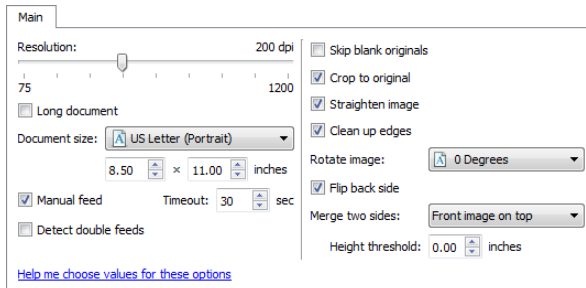 Main
Resolution: 200 dpi
75 1200
Long document
Document size: A US Letter (Portrait)
8.50 × 11.00 inches
Manual feed Timeout: 30 sec
Detect double feeds
Help me choose values for these options
Skip blank originals
Crop to original
Straighten image
Clean up edges
Rotate image: A 0 Degrees
Flip back side
Merge two sides: Front image on top
Height threshold: 0.00 inches